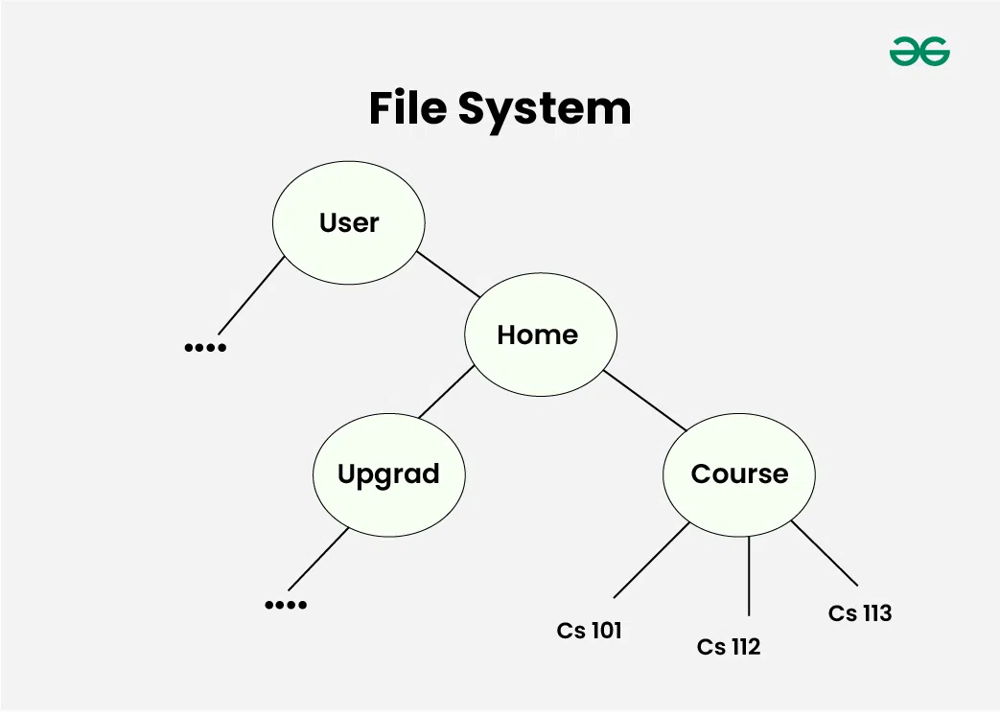 File System
User
Home
••••
Upgrad
Course
••••
Cs 101
Cs 112
Cs 113